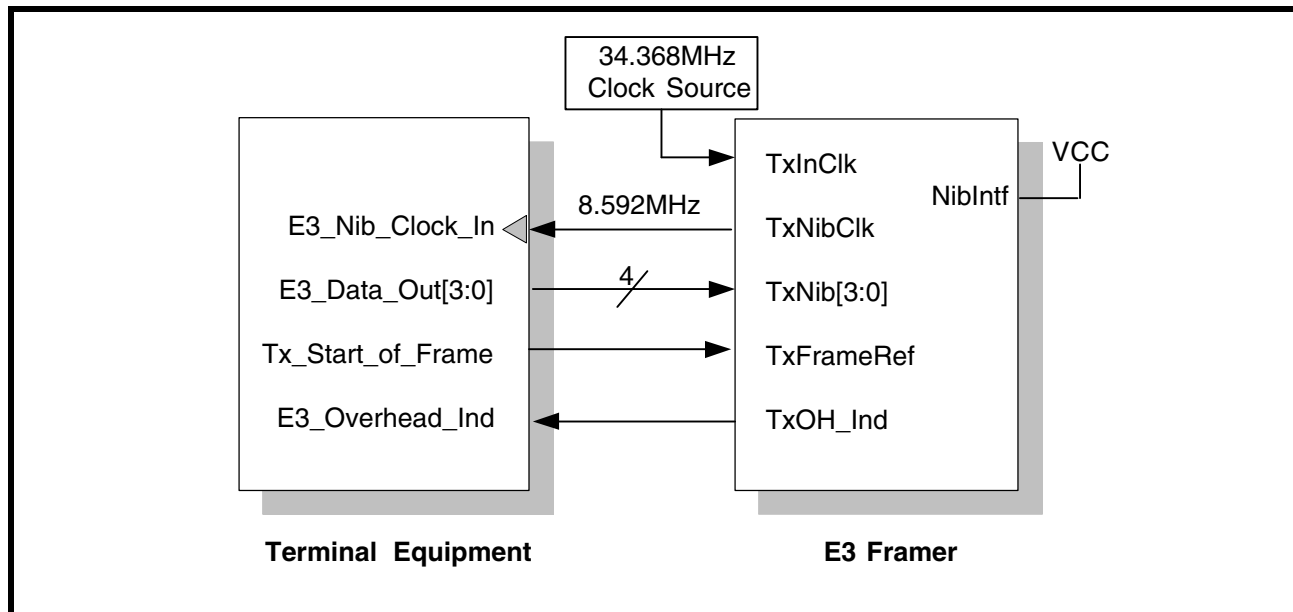 34.368MHz
Clock Source
VCC
TxInClk
NibIntf
8.592MHz
E3_Nib_Clock_In
TxNibClk
E3_Data_Out[3:0]
4
TxNib[3:0]
Tx_Start_of_Frame
TxFrameRef
E3_Overhead_Ind
TxOH_Ind
Terminal Equipment
E3 Framer